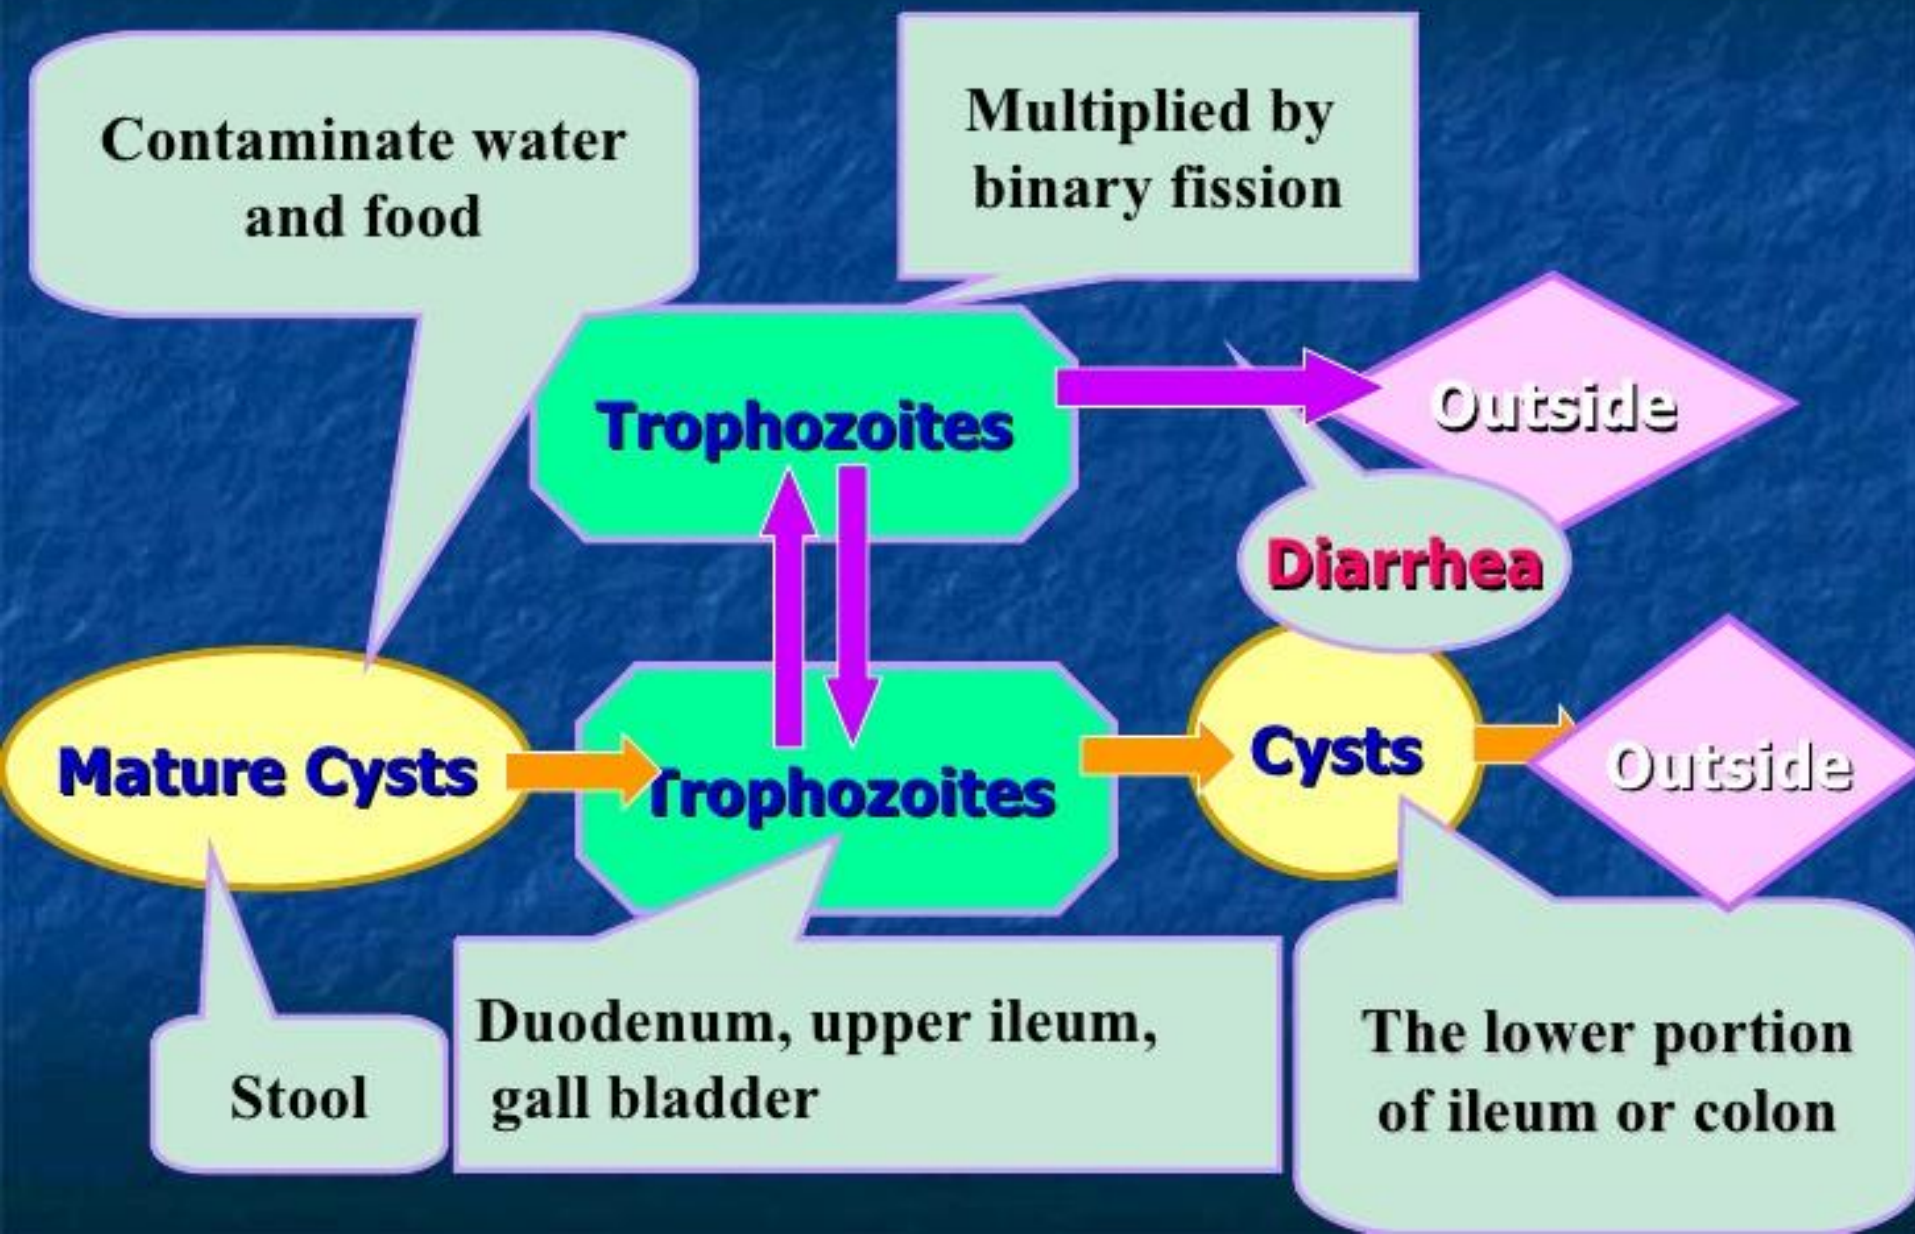 Contaminate water
and food
Multiplied by
binary fission
Trophozoites
Outside
Diarrhea
Mature Cysts
Trophozoites
Cysts
Outside
Stool
Duodenum, upper ileum,
gall bladder
The lower portion
of ileum or colon